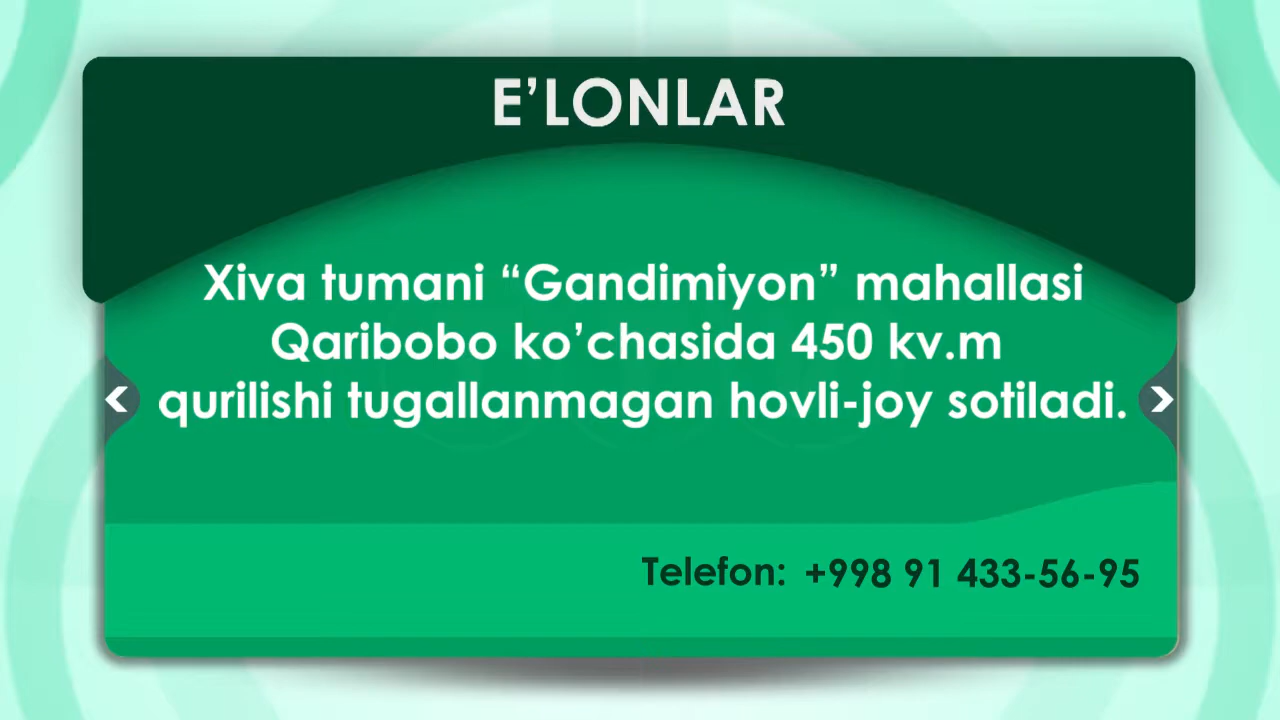 E’LONLAR
Xiva tumani “Gandimiyon” mahallasi
Qaribobo ko’chasida 450 kv.m
qurilishi tugallanmagan hovli-joy sotiladi.
Telefon: +998 91 433-56-95